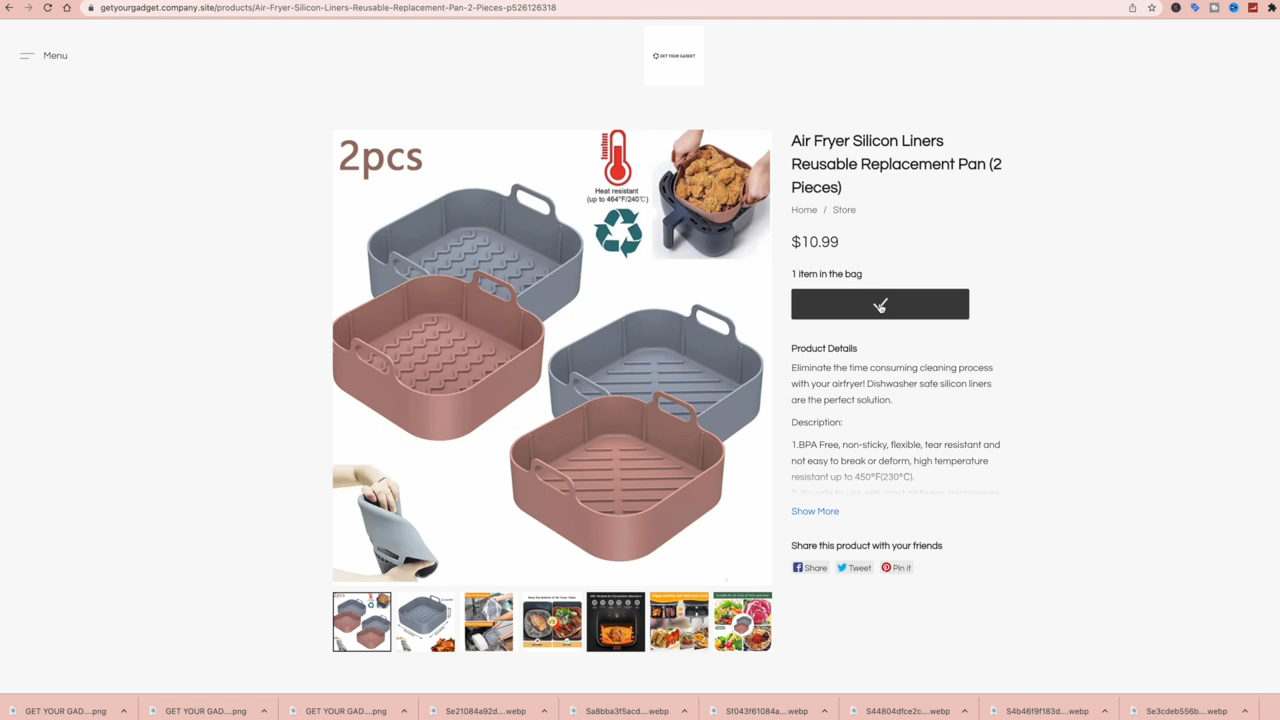 getyourgadget.company.site/products/Air-Fryer-Silicon-Liners-Reusable-Replacement-Pan-2-Pieces-p526126318
Menu
GET YOUR GADGET
2pcs
Heat resistant
(up to 464°F/240°C)
Air Fryer Silicon Liners
Reusable Replacement Pan (2
Pieces)
Home / Store
$10.99
1 item in the bag
Product Details
Eliminate the time consuming cleaning process
with your airfryer! Dishwasher safe silicon liners
are the perfect solution.
Description:
1.BPA Free, non-sticky, flexible, tear resistant and
not easy to break or deform, high temperature
resistant up to 450°F(230°C).
Show More
Share this product with your friends
Share
Tweet
Pin it
GET YOUR GAD....png
GET YOUR GAD....png
GET YOUR GAD....png
Se21084a92d....webp
Sa8bba3f5acd....webp
Sf043f61084a....webp
S44804dfce2c....webp
S4b46f9f183d....webp
Se3cdeb556b....webp